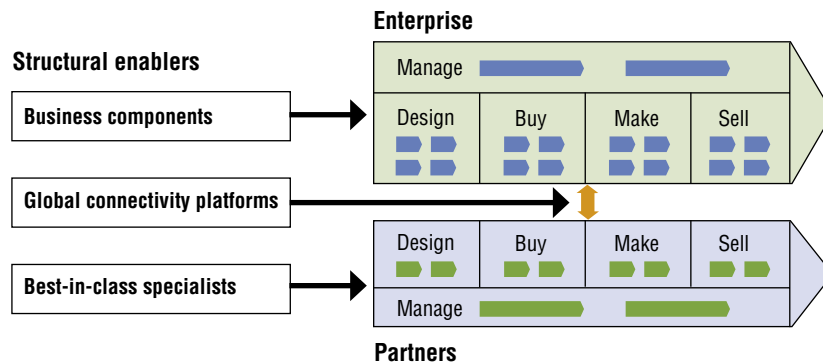 Enterprise
Structural enablers
Manage
Business components
Design Buy Make Sell
Global connectivity platforms
Design Buy Make Sell
Best-in-class specialists
Manage
Partners